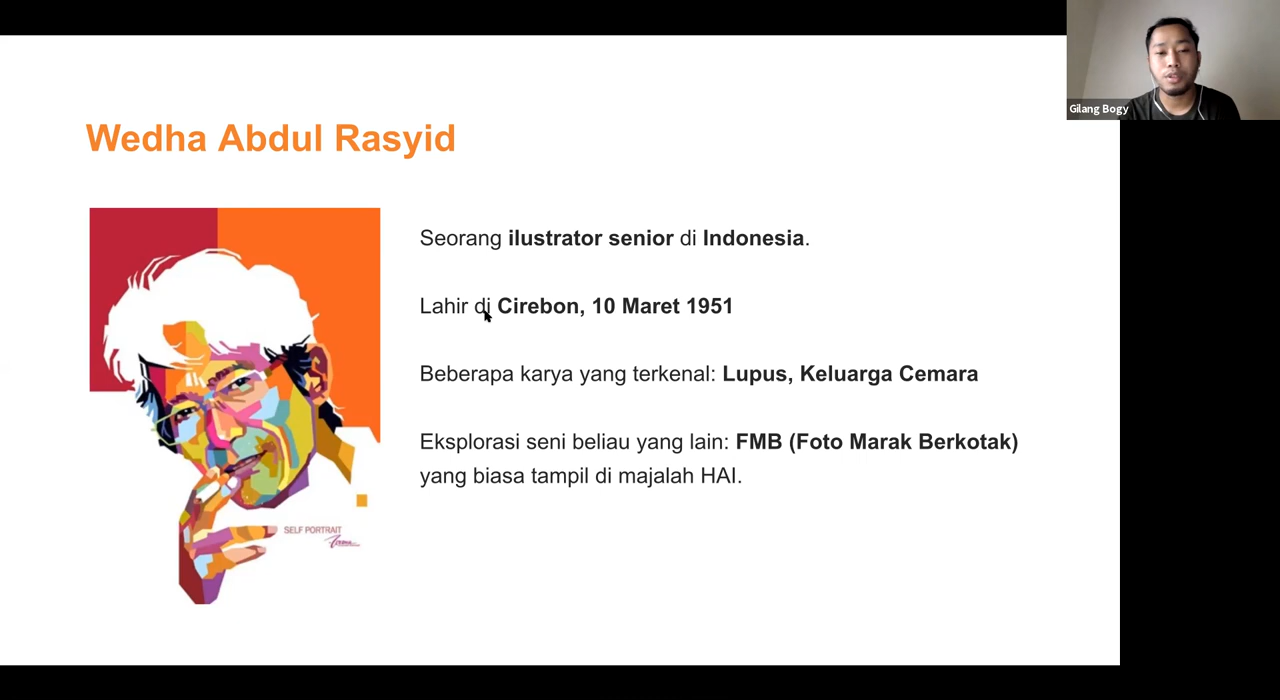 Gilang Bogy
Wedha Abdul Rasyid
Seorang ilustrator senior di Indonesia.
Lahir di Cirebon, 10 Maret 1951
Beberapa karya yang terkenal: Lupus, Keluarga Cemara
Eksplorasi seni beliau yang lain: FMB (Foto Marak Berkotak)
yang biasa tampil di majalah HAI.
SELF PORTRAIT